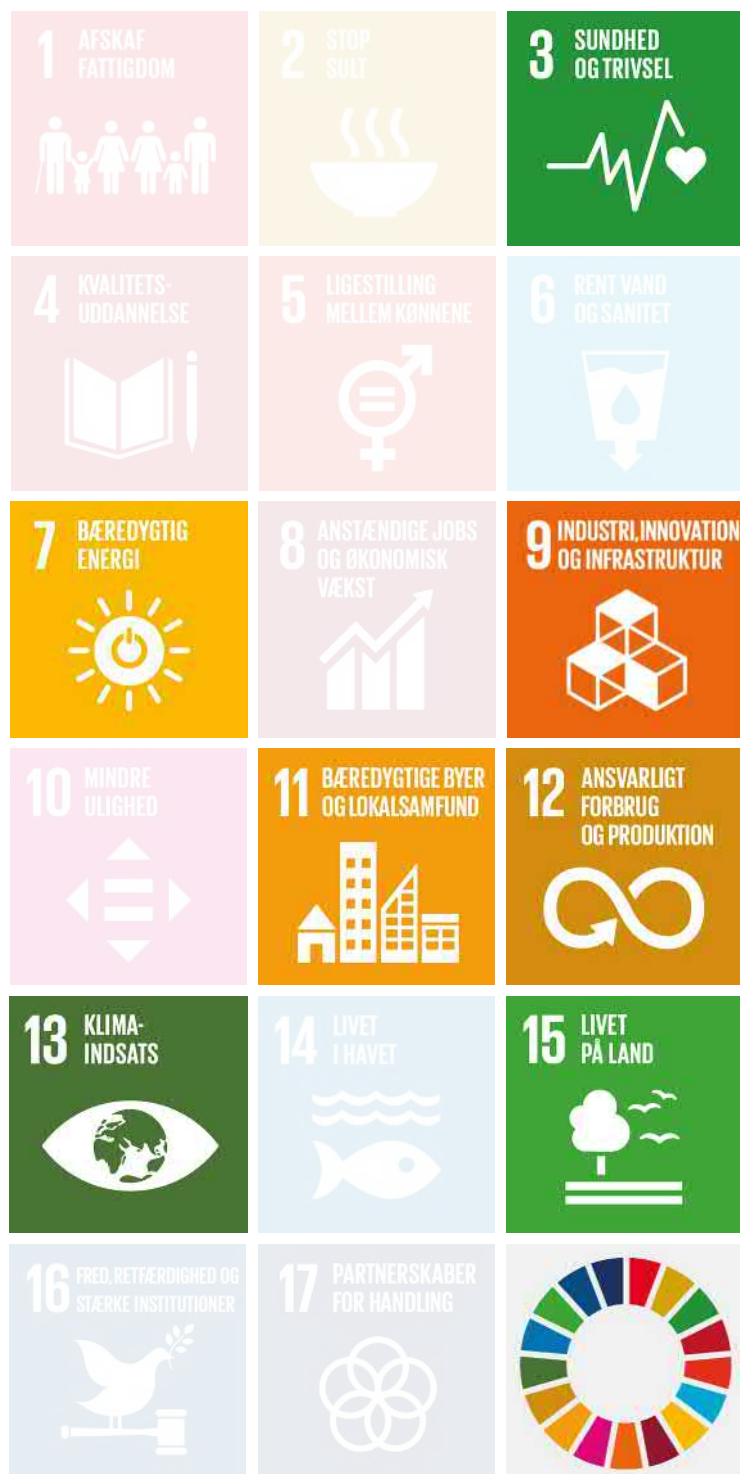 1 AFSKAF
FATTIGDOM
2 STOP
SULT
3 SUNDHED
OG TRIVSEL
4 KVALITETS-
UDDANNELSE
5 LIGESTILLING
MELLEM KØNNENE
6 RENT VAND
OG SANITET
7 BÆREDYGTIG
ENERGI
8 ANSTÆNDIGE JOBS
OG ØKONOMISK
VÆKST
9 INDUSTRI, INNOVATION
OG INFRASTRUKTUR
10 MINDRE
ULIGHED
11 BÆREDYGTIGE BYER
OG LOKALSAMFUND
12 ANSVARLIGT
FORBRUG
OG PRODUKTION
13 KLIMA-
INDSATS
14 LIVET
I HAVET
15 LIVET
PÅ LAND
16 FRED, RETFÆRDIGHED OG
STÆRKE INSTITUTIONER
17 PARTNERSKABER
FOR HANDLING